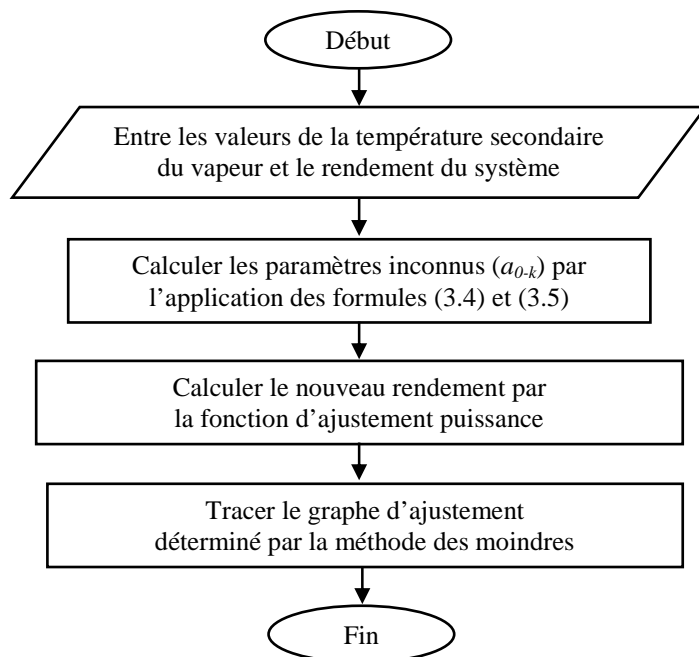 Début
Entre les valeurs de la température secondaire
du vapeur et le rendement du système
Calculer les paramètres inconnus (a0-k) par
l’application des formules (3.4) et (3.5)
Calculer le nouveau rendement par
la fonction d’ajustement puissance
Tracer le graphe d’ajustement
déterminé par la méthode des moindres
Fin